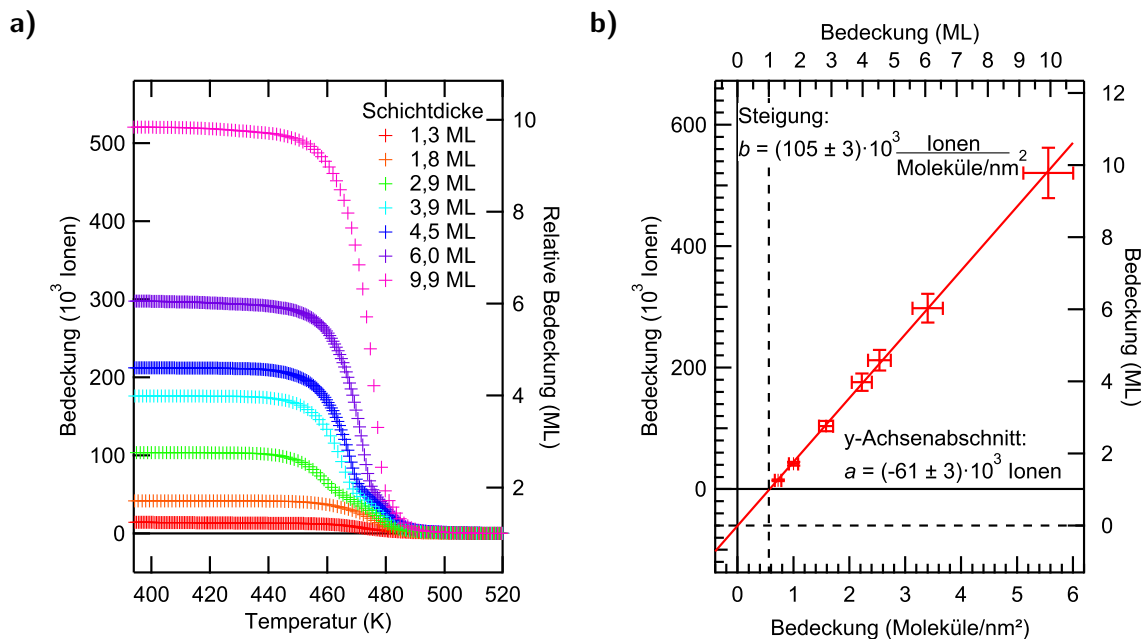 a)
Bedeckung (10³ Ionen)
500
400
300
200
100
0
400 420 440 460 480 500 520
Temperatur (K)
10
8
6
4
2
Relative Bedeckung (ML)
Schichtdicke
1,3 ML
1,8 ML
2,9 ML
3,9 ML
4,5 ML
6,0 ML
9,9 ML
b)
Bedeckung (ML)
0 1 2 3 4 5 6 7 8 9 10
Bedeckung (10³ Ionen)
600
400
200
0
Steigung:
b = (105 ± 3)·10³ Ionen
Moleküle/nm²
y-Achsenabschnitt:
a = (-61 ± 3)·10³ Ionen
12
10
8
6
4
2
0
Bedeckung (ML)
0 1 2 3 4 5 6
Bedeckung (Moleküle/nm²)